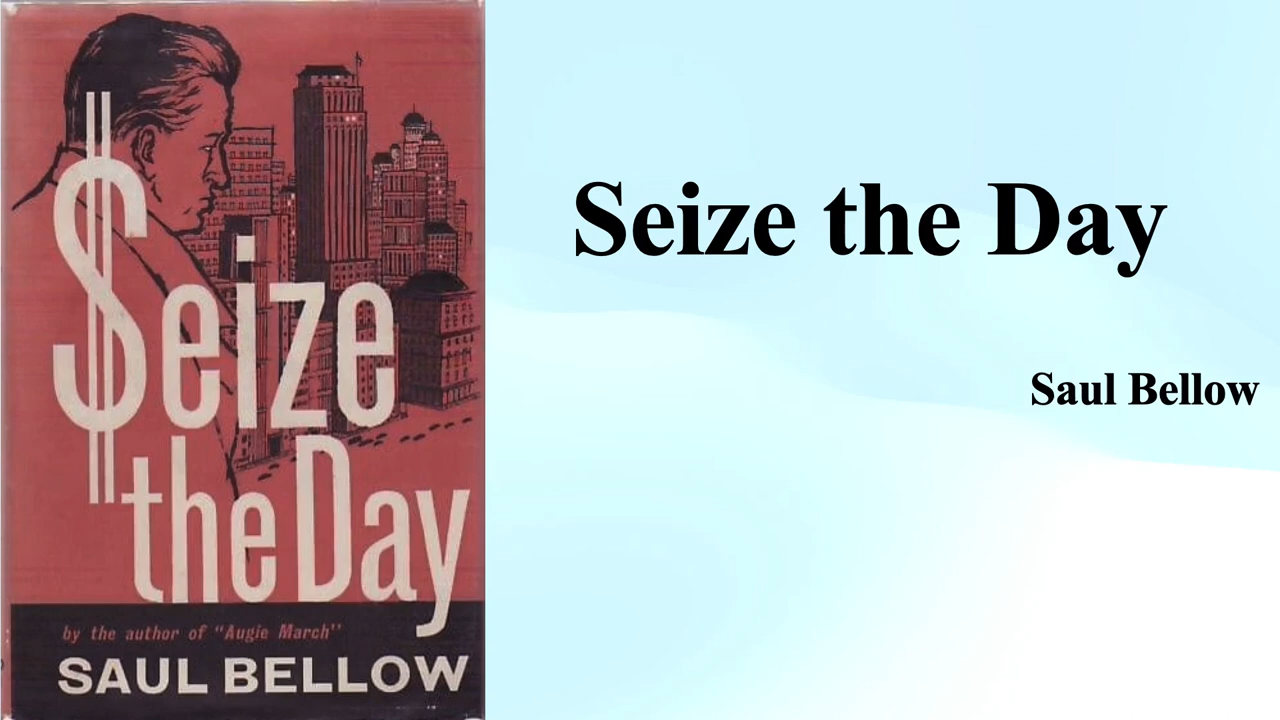 $eize
the Day
by the author of "Augie March"
SAUL BELLOW
Seize the Day
Saul Bellow